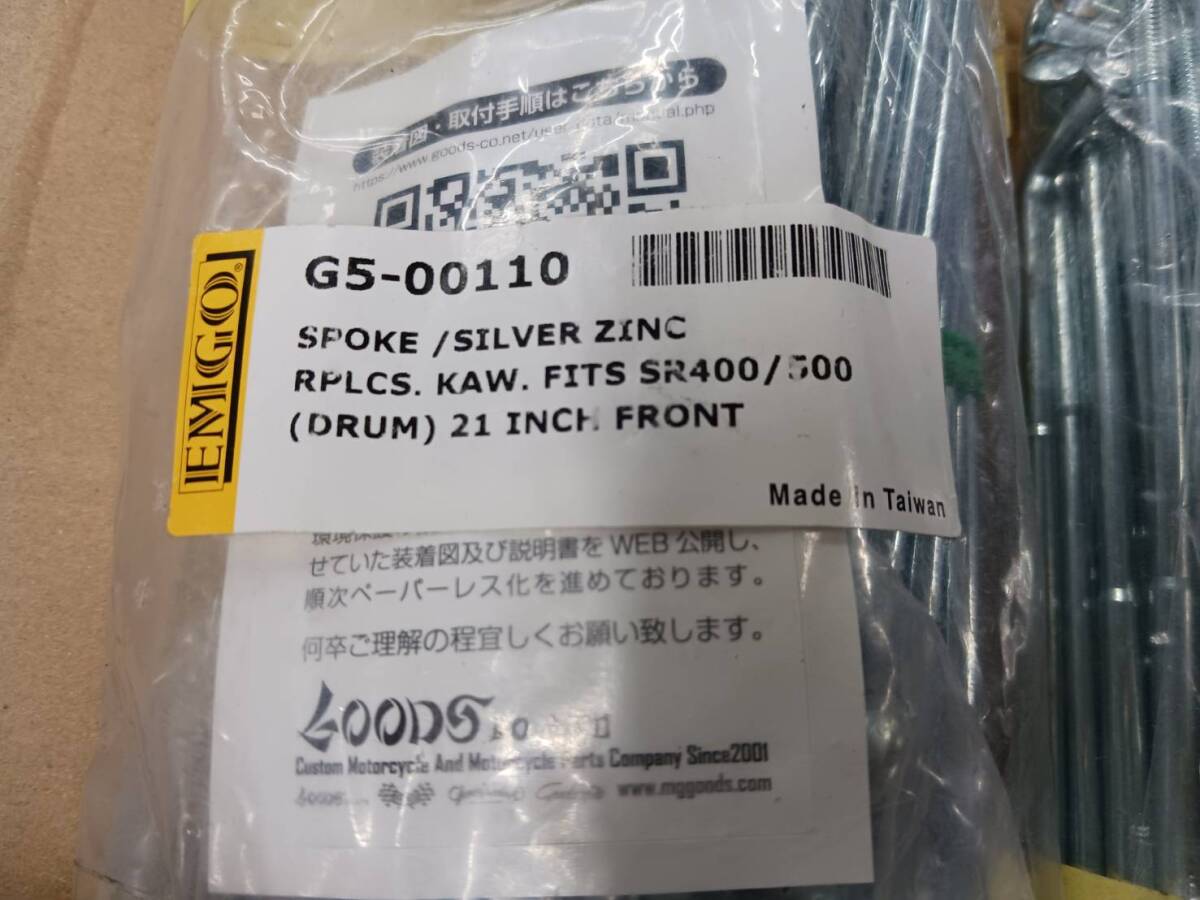 ・取付手順はこちらから
https://www.goods-co.net/
G5-00110
SPOKE /SILVER ZINC
RPLCS. KAW. FITS SR400/500
(DRUM) 21 INCH FRONT
Made in Taiwan
EMGO®
せていた装着図及び説明書を WEB 公開し、
順次ペーパーレス化を進めております。
何卒ご理解の程宜しくお願い致します。
GOODS
Custom Motorcycle And Motorcycle Parts Company Since2001
GOODS www.mggoods.com